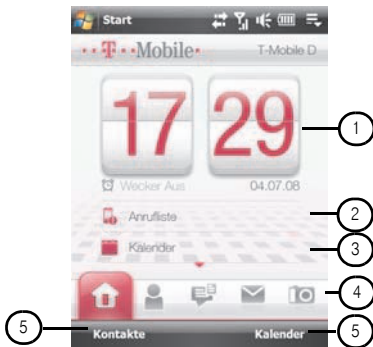 Start
T Mobile T-Mobile D
17 29 1
Wecker Aus 04.07.08
Anrufliste 2
Kalender 3
4
5 Kontakte Kalender 5